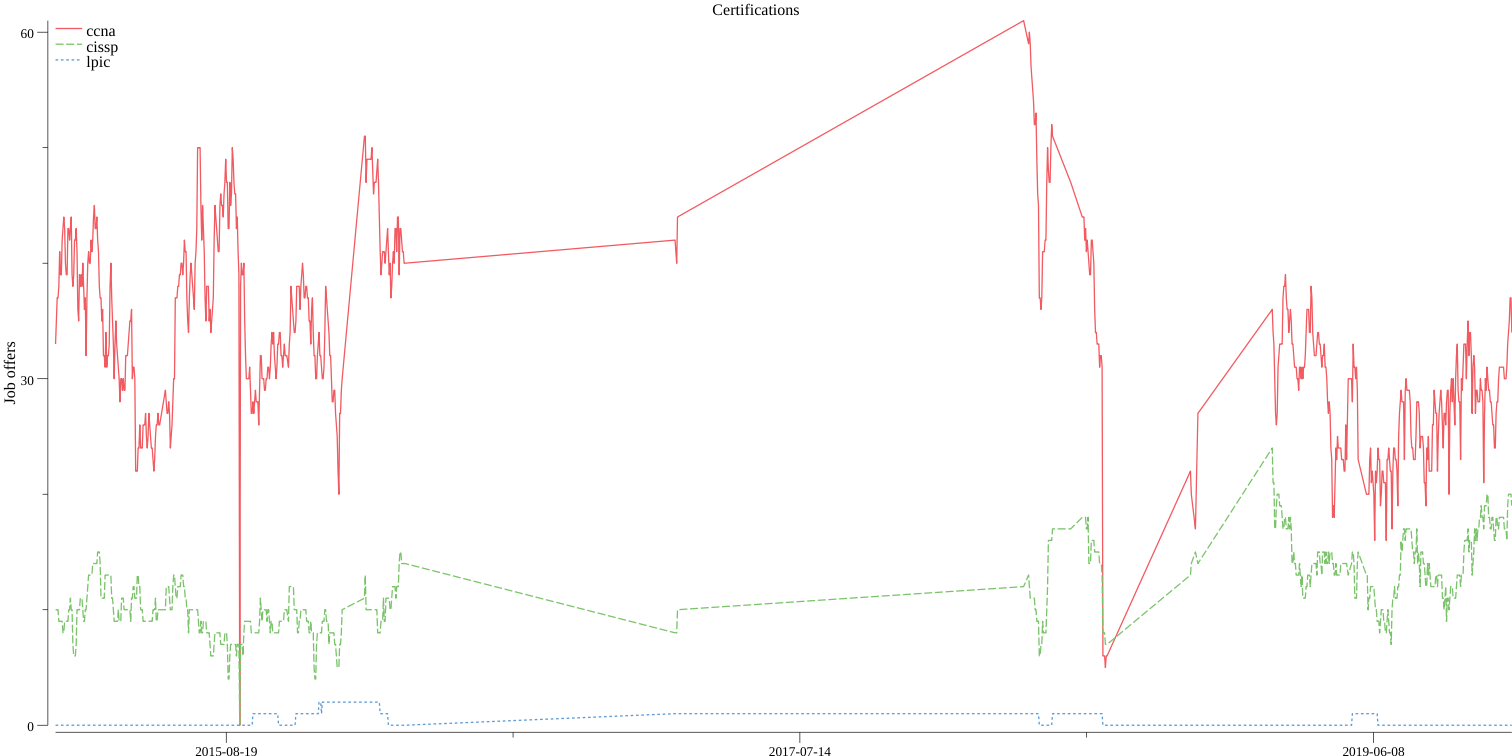 Certifications
60
ccna
cissp
lpic
Job offers
30
0
2015-08-19
2017-07-14
2019-06-08